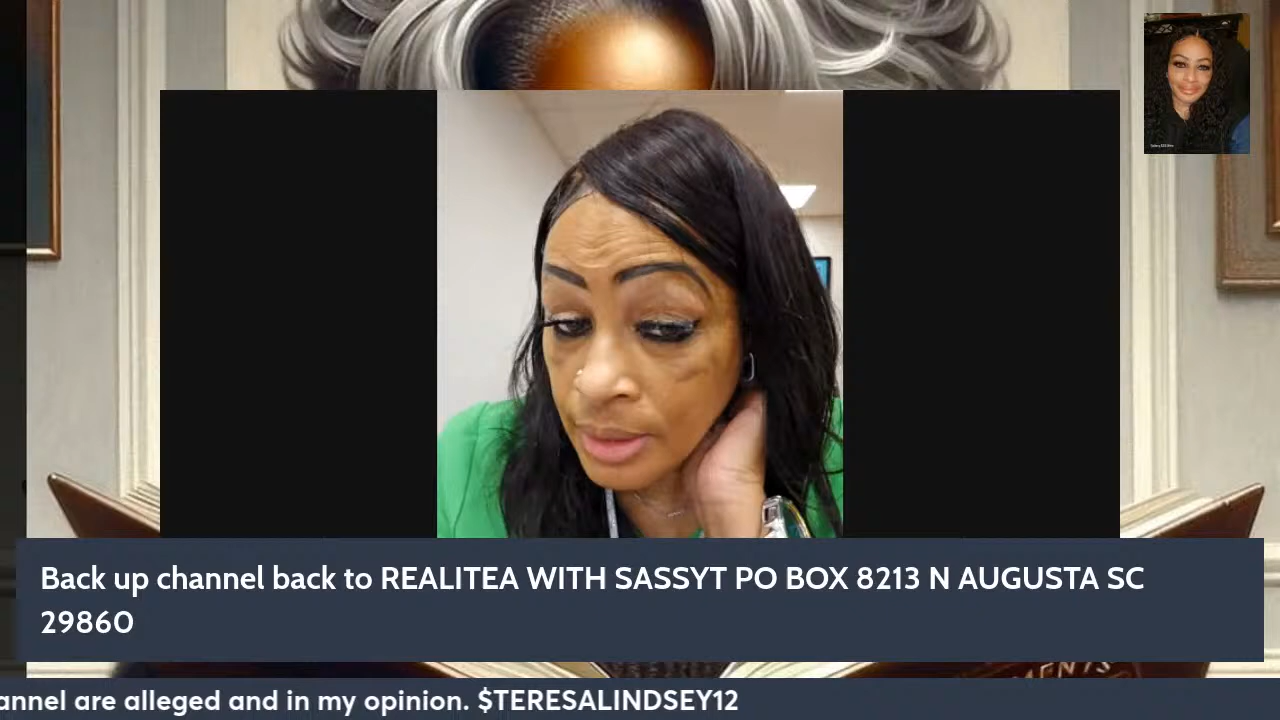 Back up channel back to REALITEA WITH SASSYT PO BOX 8213 N AUGUSTA SC
29860
annel are alleged and in my opinion. $TERESALINDSEY12